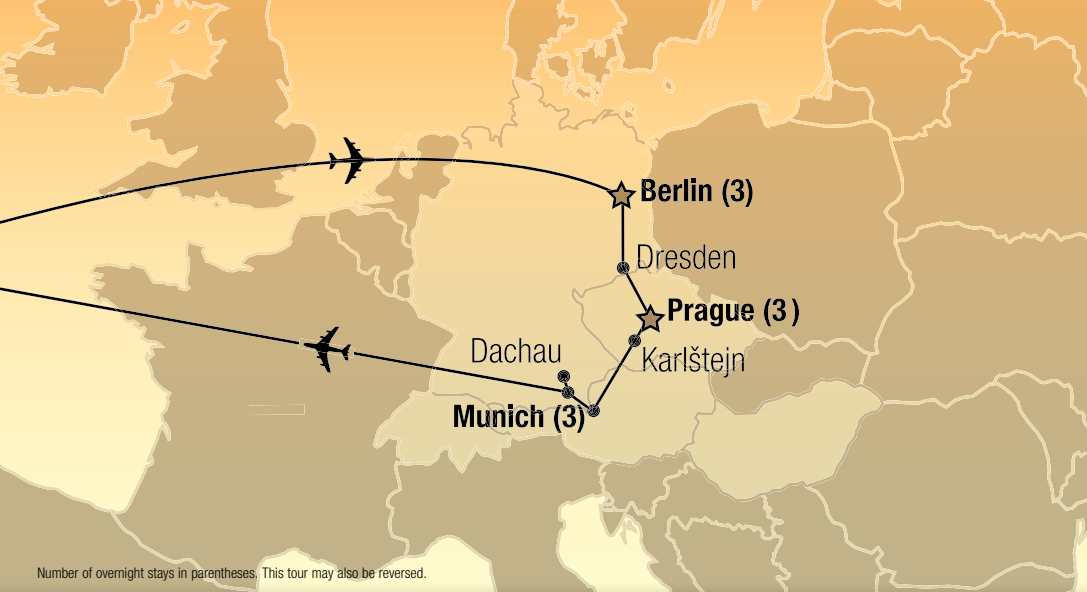 Berlin (3)
Dresden
Prague (3)
Karlštejn
Dachau
Munich (3)
Number of overnight stays in parentheses. This tour may also be reversed.